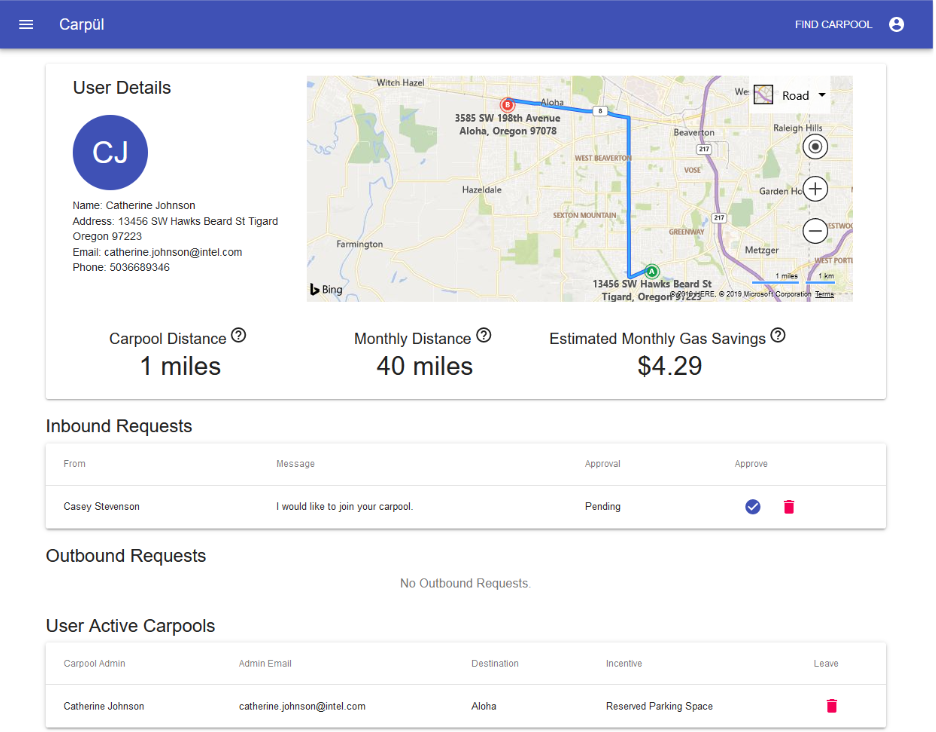 Carpül
FIND CARPOOL
User Details
CJ
Name: Catherine Johnson
Address: 13456 SW Hawks Beard St Tigard
Oregon 97223
Email: catherine.johnson@intel.com
Phone: 5036689346
Witch Hazel
Aloha
We
Road
B
8
3585 SW 198th Avenue
Aloha, Oregon 97078
Beaverton
Raleigh Hills
217
WEST BEAVERTON
VOSE
Hazeldale
Garden Ho
SEXTON MOUNTAIN
217
GREENWAY
ESTWOO
Farmington
Metzger
WEST PORTL
A
1 miles
1 km
13456 SW Hawks Beard St
Tigard, Oregon 97223
Bing
HERE, © 2019 Microsoft Corporation Terms
Carpool Distance
Monthly Distance
Estimated Monthly Gas Savings
1 miles
40 miles
$4.29
Inbound Requests
From Message Approval Approve
Casey Stevenson I would like to join your carpool. Pending
Outbound Requests
No Outbound Requests.
User Active Carpools
Carpool Admin Admin Email Destination Incentive Leave
Catherine Johnson catherine.johnson@intel.com Aloha Reserved Parking Space